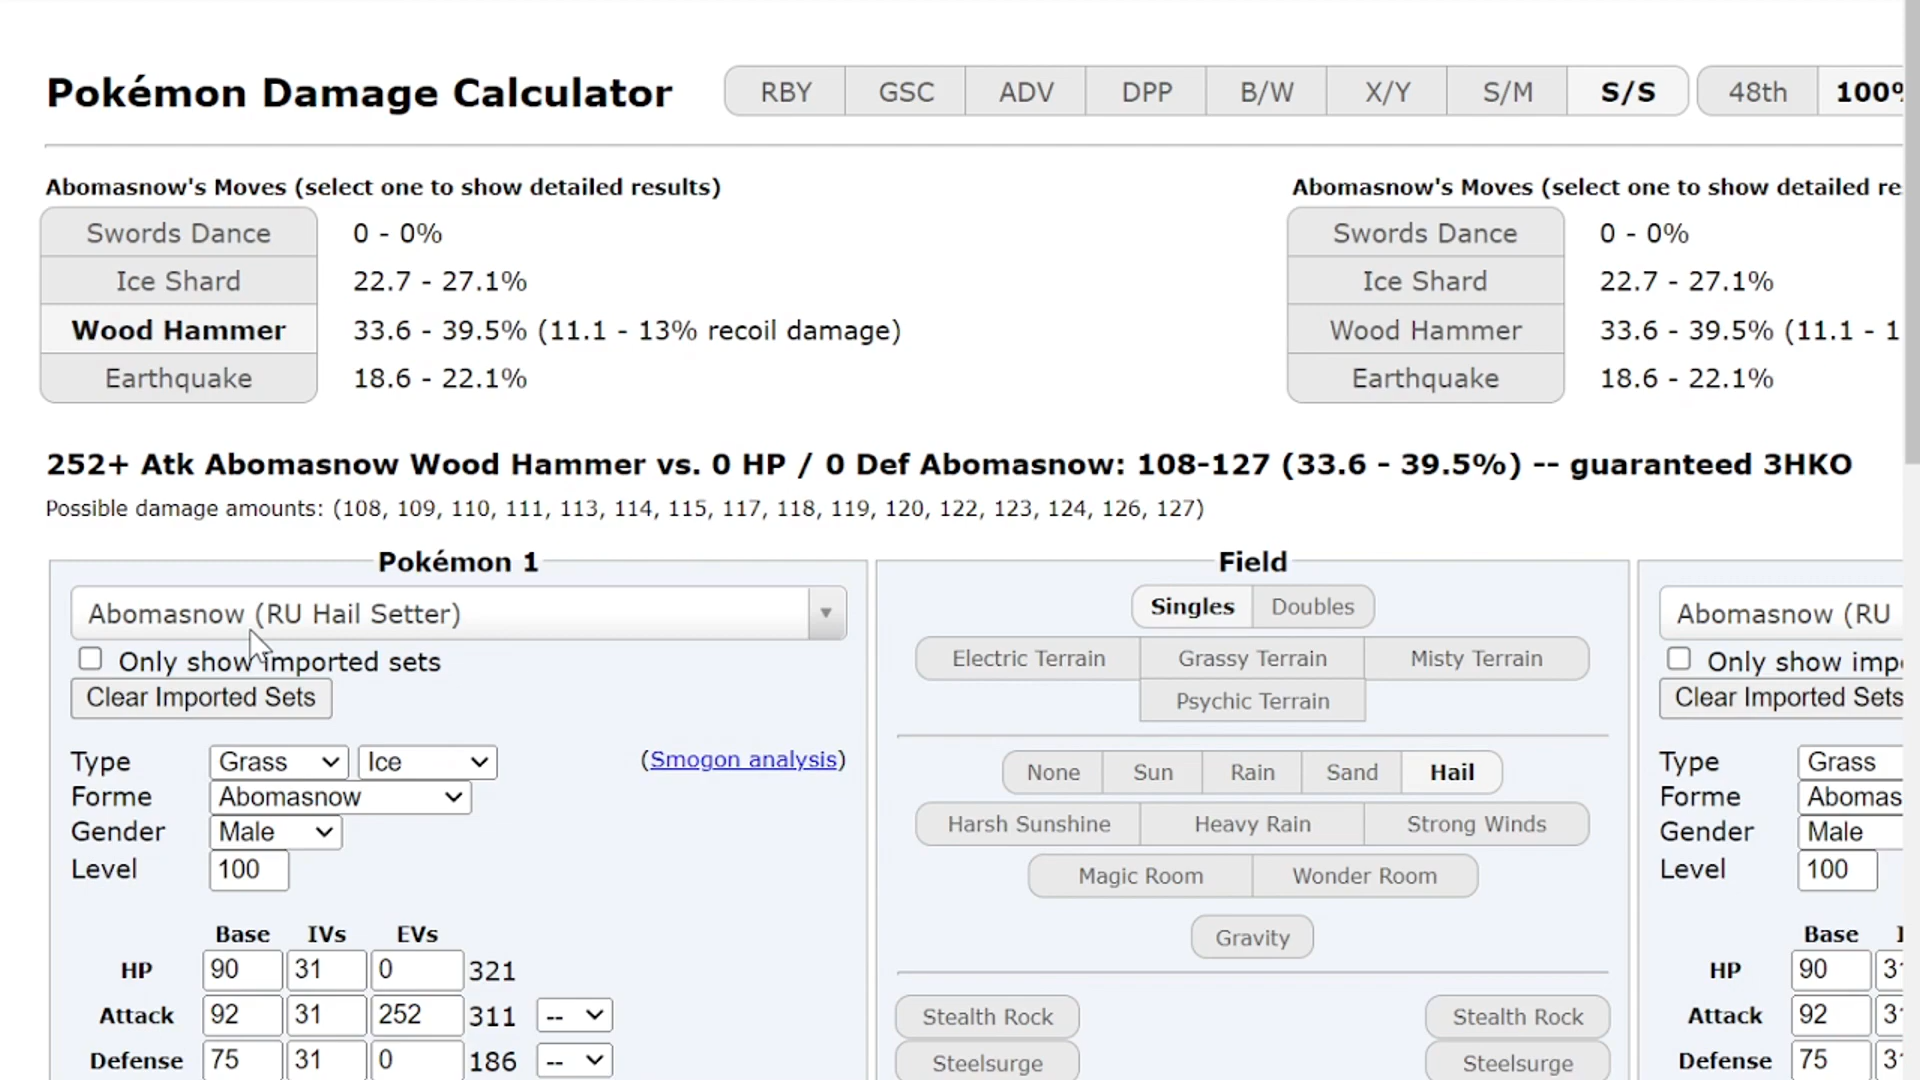 Pokémon Damage Calculator RBY GSC ADV DPP B/W X/Y S/M S/S 48th 100%
Abomasnow's Moves (select one to show detailed results) Abomasnow's Moves (select one to show detailed re
Swords Dance 0 - 0% Swords Dance 0 - 0%
Ice Shard 22.7 - 27.1% Ice Shard 22.7 - 27.1%
Wood Hammer 33.6 - 39.5% (11.1 - 13% recoil damage) Wood Hammer 33.6 - 39.5% (11.1 - 1
Earthquake 18.6 - 22.1% Earthquake 18.6 - 22.1%
252+ Atk Abomasnow Wood Hammer vs. 0 HP / 0 Def Abomasnow: 108-127 (33.6 - 39.5%) -- guaranteed 3HKO
Possible damage amounts: (108, 109, 110, 111, 113, 114, 115, 117, 118, 119, 120, 122, 123, 124, 126, 127)
Pokémon 1
Abomasnow (RU Hail Setter)
Only show imported sets
Clear Imported Sets
Type Grass Ice (Smogon analysis)
Forme Abomasnow
Gender Male
Level 100
Base IVs EVs
HP 90 31 0 321
Attack 92 31 252 311 --
Defense 75 31 0 186 --
Field
Singles Doubles
Electric Terrain Grassy Terrain Misty Terrain
Psychic Terrain
None Sun Rain Sand Hail
Harsh Sunshine Heavy Rain Strong Winds
Magic Room Wonder Room
Gravity
Stealth Rock Stealth Rock
Steelsurge Steelsurge
Abomasnow (RU
Only show imp
Clear Imported Sets
Type Grass
Forme Abomas
Gender Male
Level 100
Base
HP 90 3
Attack 92 3
Defense 75 3